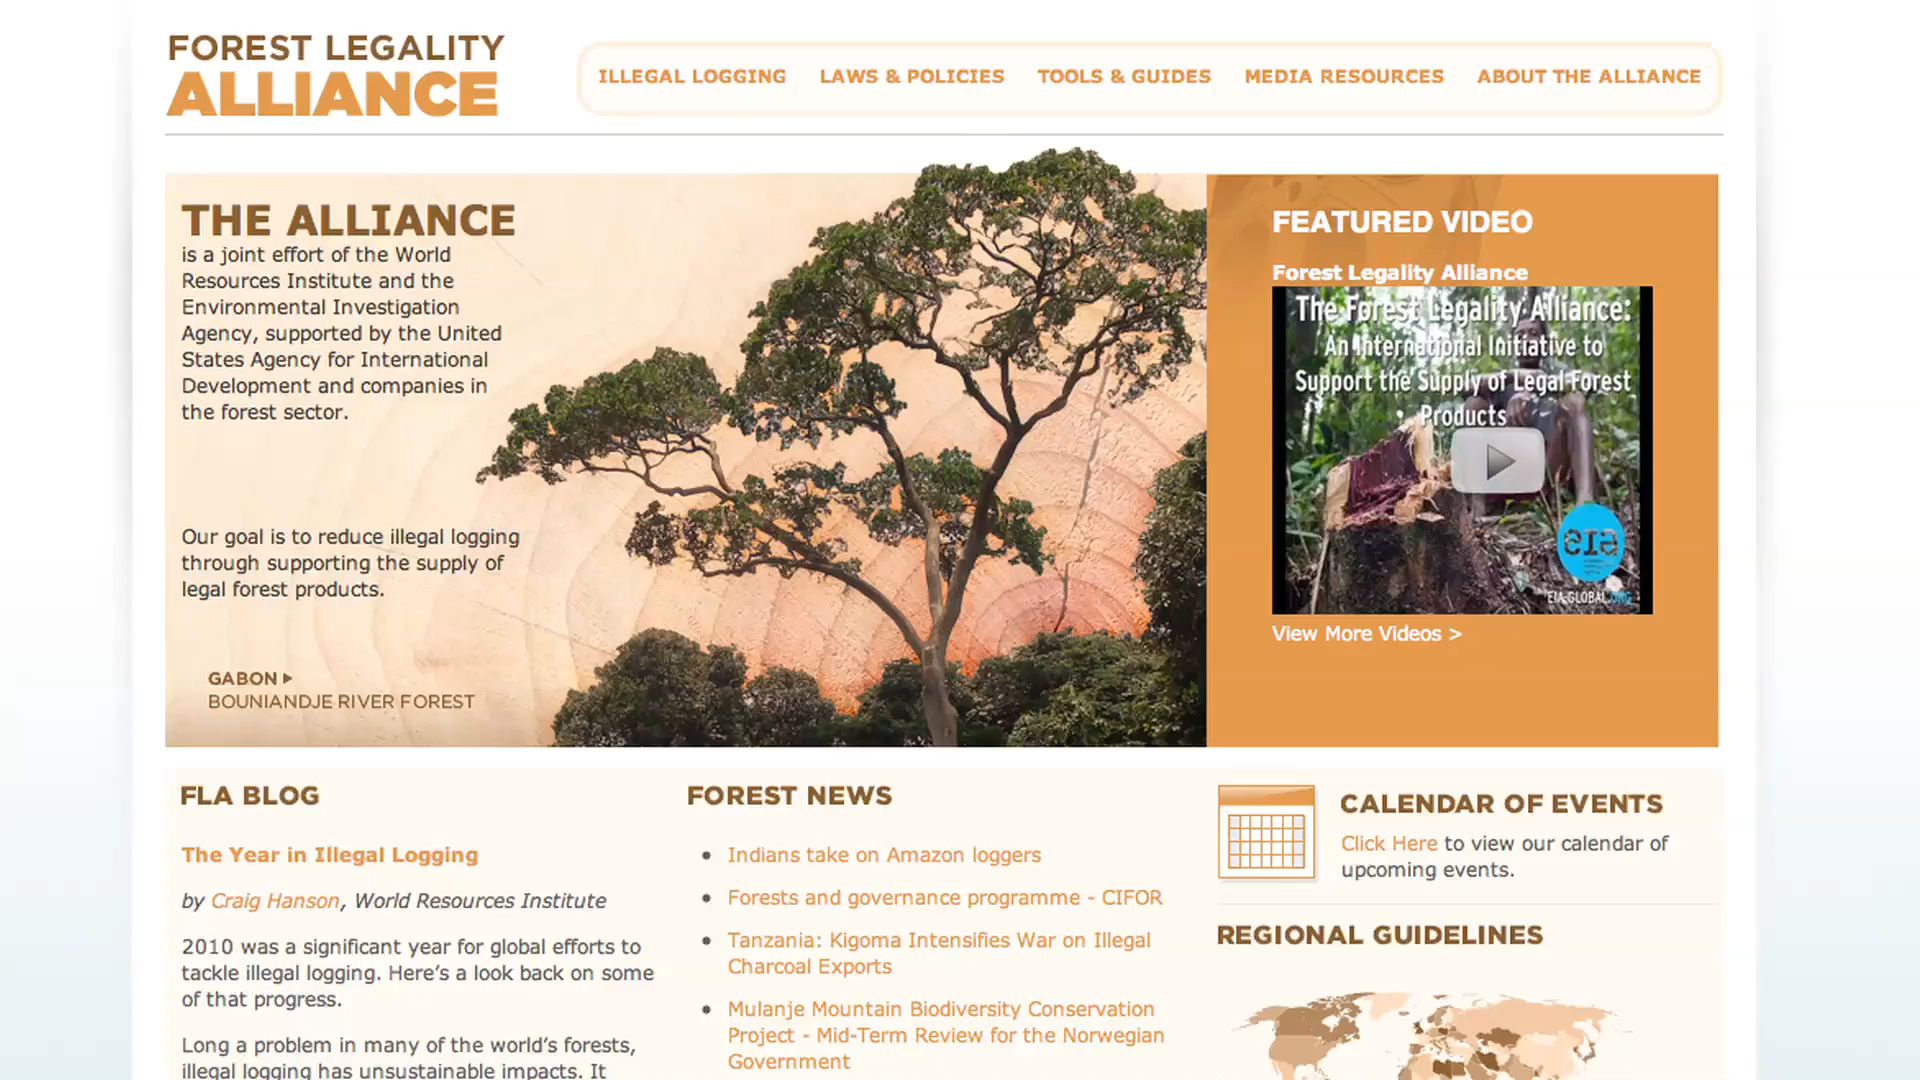 FOREST LEGALITY
ALLIANCE
ILLEGAL LOGGING
LAWS & POLICIES
TOOLS & GUIDES
MEDIA RESOURCES
ABOUT THE ALLIANCE
THE ALLIANCE
is a joint effort of the World
Resources Institute and the
Environmental Investigation
Agency, supported by the United
States Agency for International
Development and companies in
the forest sector.
Our goal is to reduce illegal logging
through supporting the supply of
legal forest products.
GABON
BOUNIANDJE RIVER FOREST
FEATURED VIDEO
Forest Legality Alliance
The Forest Legality Alliance:
An International Initiative to
Support the Supply of Legal Forest
Products
eia
EIA-GLOBAL.ORG
View More Videos >
FLA BLOG
The Year in Illegal Logging
by Craig Hanson, World Resources Institute
2010 was a significant year for global efforts to
tackle illegal logging. Here’s a look back on some
of that progress.
Long a problem in many of the world’s forests,
illegal logging has unsustainable impacts. It
FOREST NEWS
Indians take on Amazon loggers
Forests and governance programme - CIFOR
Tanzania: Kigoma Intensifies War on Illegal
Charcoal Exports
Mulanje Mountain Biodiversity Conservation
Project - Mid-Term Review for the Norwegian
Government
CALENDAR OF EVENTS
Click Here to view our calendar of
upcoming events.
REGIONAL GUIDELINES